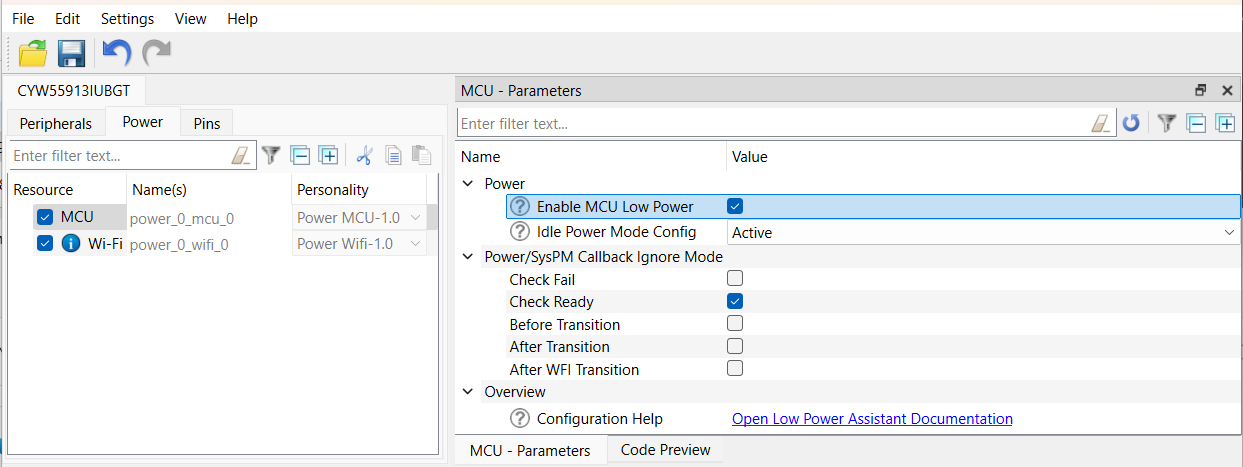 File Edit Settings View Help
CYW55913IUBGT
Peripherals Power Pins
Enter filter text...
Resource Name(s) Personality
MCU power_0_mcu_0 Power MCU-1.0
Wi-Fi power_0_wifi_0 Power Wifi-1.0
MCU - Parameters
Enter filter text...
Name Value
Power
Enable MCU Low Power
Idle Power Mode Config Active
Power/SysPM Callback Ignore Mode
Check Fail
Check Ready
Before Transition
After Transition
After WFI Transition
Overview
Configuration Help Open Low Power Assistant Documentation
MCU - Parameters Code Preview